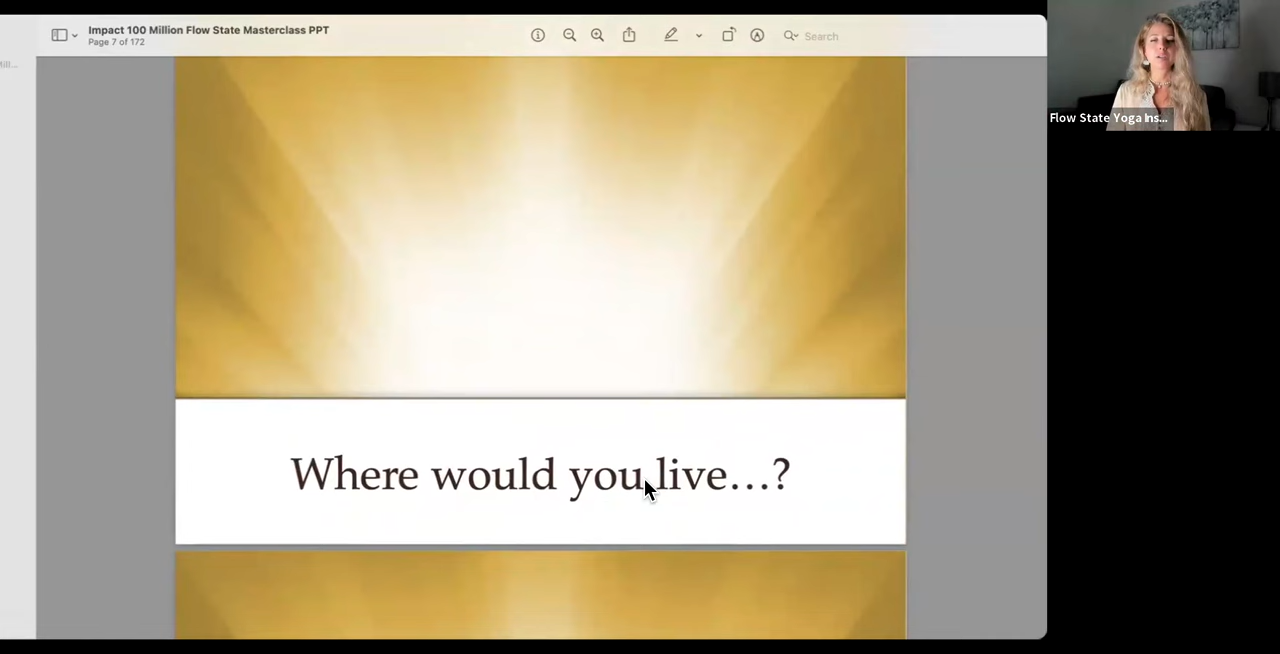 Impact 100 Million Flow State Masterclass PPT
Page 7 of 172
Search
Flow State Yoga Ins...
Where would you live…?